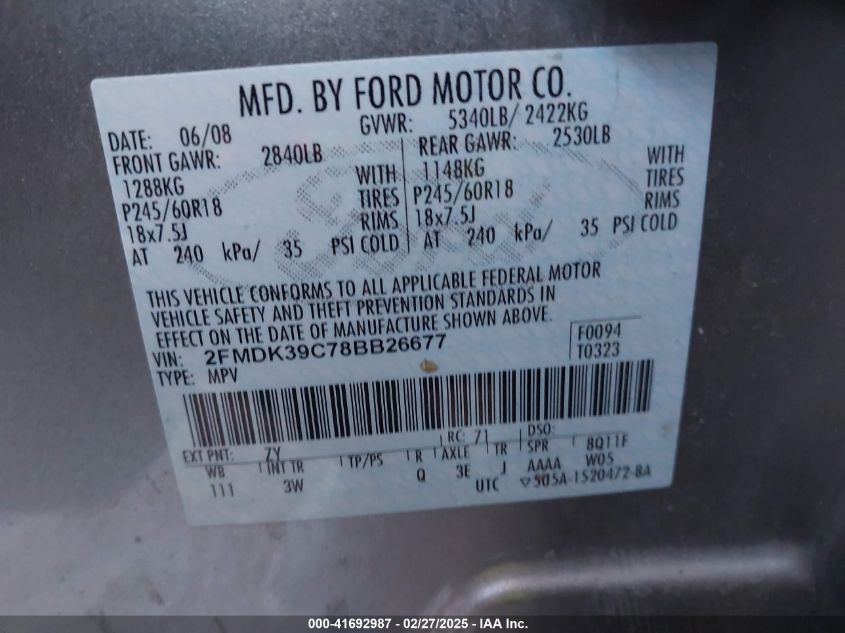 MFD. BY FORD MOTOR CO.
DATE: 06/08 GVWR: 5340LB/ 2422KG
FRONT GAWR: 2840LB REAR GAWR: 2530LB
1288KG WITH 1148KG WITH
P245/60R18 TIRES P245/60R18 TIRES
18x7.5J RIMS 18x7.5J RIMS
AT 240 kPa/ 35 PSI COLD AT 240 kPa/ 35 PSI COLD
THIS VEHICLE CONFORMS TO ALL APPLICABLE FEDERAL MOTOR
VEHICLE SAFETY AND THEFT PREVENTION STANDARDS IN
EFFECT ON THE DATE OF MANUFACTURE SHOWN ABOVE.
VIN: 2FMDK39C78BB26677 F0094
TYPE: MPV T0323
EXT PNT: ZY RC: 71 DSO:
WB INT TR TP/PS R AXLE TR SPR 8Q11F
111 3W Q 3E J AAAA W05
UTC 5U5A-1520472-BA
000-41692987 - 02/27/2025 - IAA Inc.